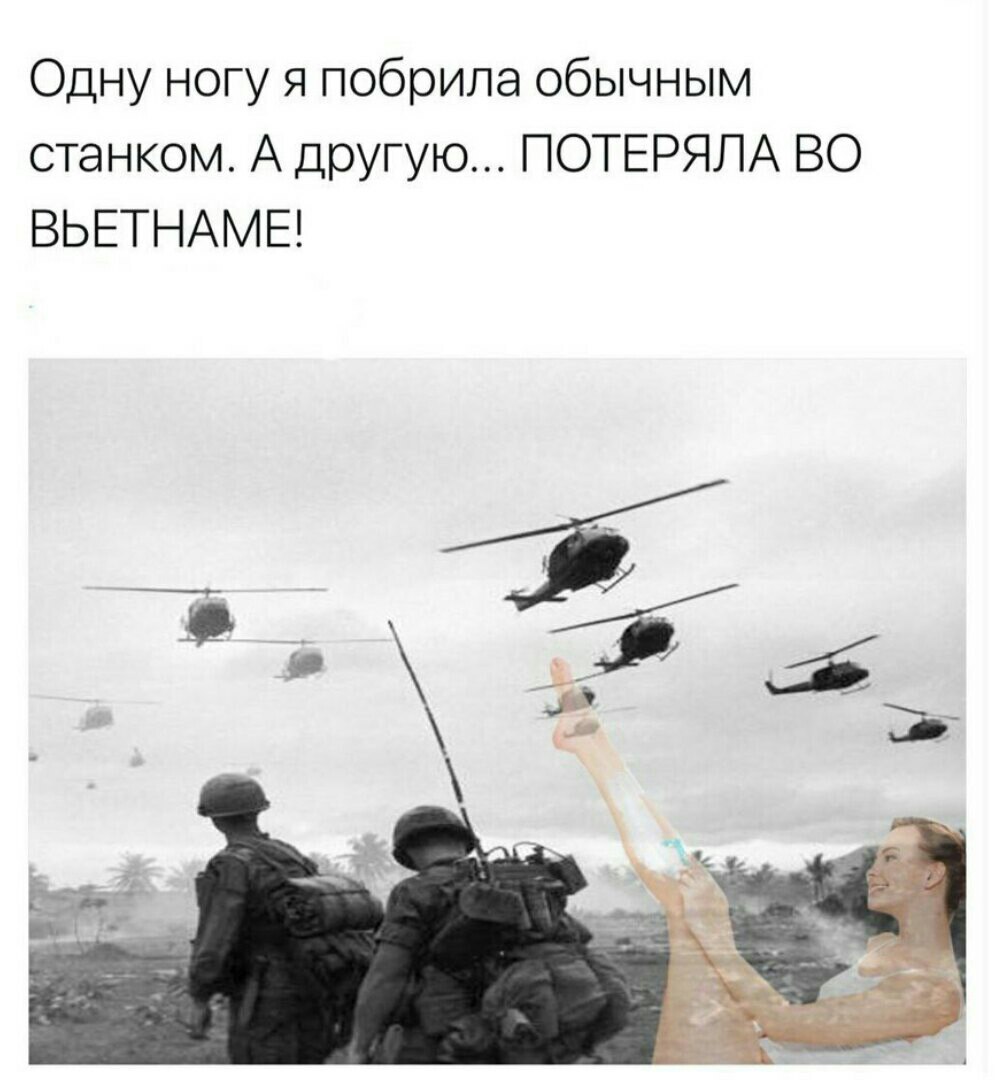 Одну ногу я побрила обычным
станком. А другую... ПОТЕРЯЛА ВО
ВЬЕТНАМЕ!